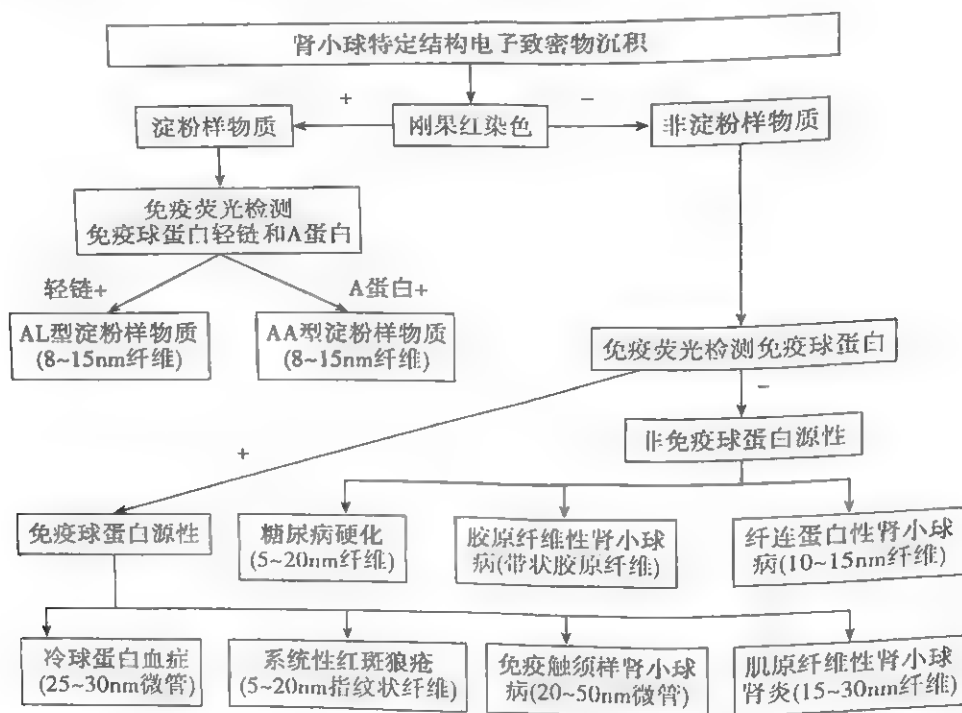 肾小球特定结构电子致密物沉积
+
−
淀粉样物质
刚果红染色
非淀粉样物质
免疫荧光检测
免疫球蛋白轻链和A蛋白
轻链+
A蛋白+
AL型淀粉样物质
(8~15nm纤维)
AA型淀粉样物质
(8~15nm纤维)
免疫荧光检测免疫球蛋白
−
+
非免疫球蛋白源性
免疫球蛋白源性
糖尿病硬化
(5~20nm纤维)
胶原纤维性肾小球
病(带状胶原纤维)
纤连蛋白性肾小球
病(10~15nm纤维)
冷球蛋白血症
(25~30nm微管)
系统性红斑狼疮
(5~20nm指纹状纤维)
免疫触须样肾小球
病(20~50nm微管)
肌原纤维性肾小球
肾炎(15~30nm纤维)